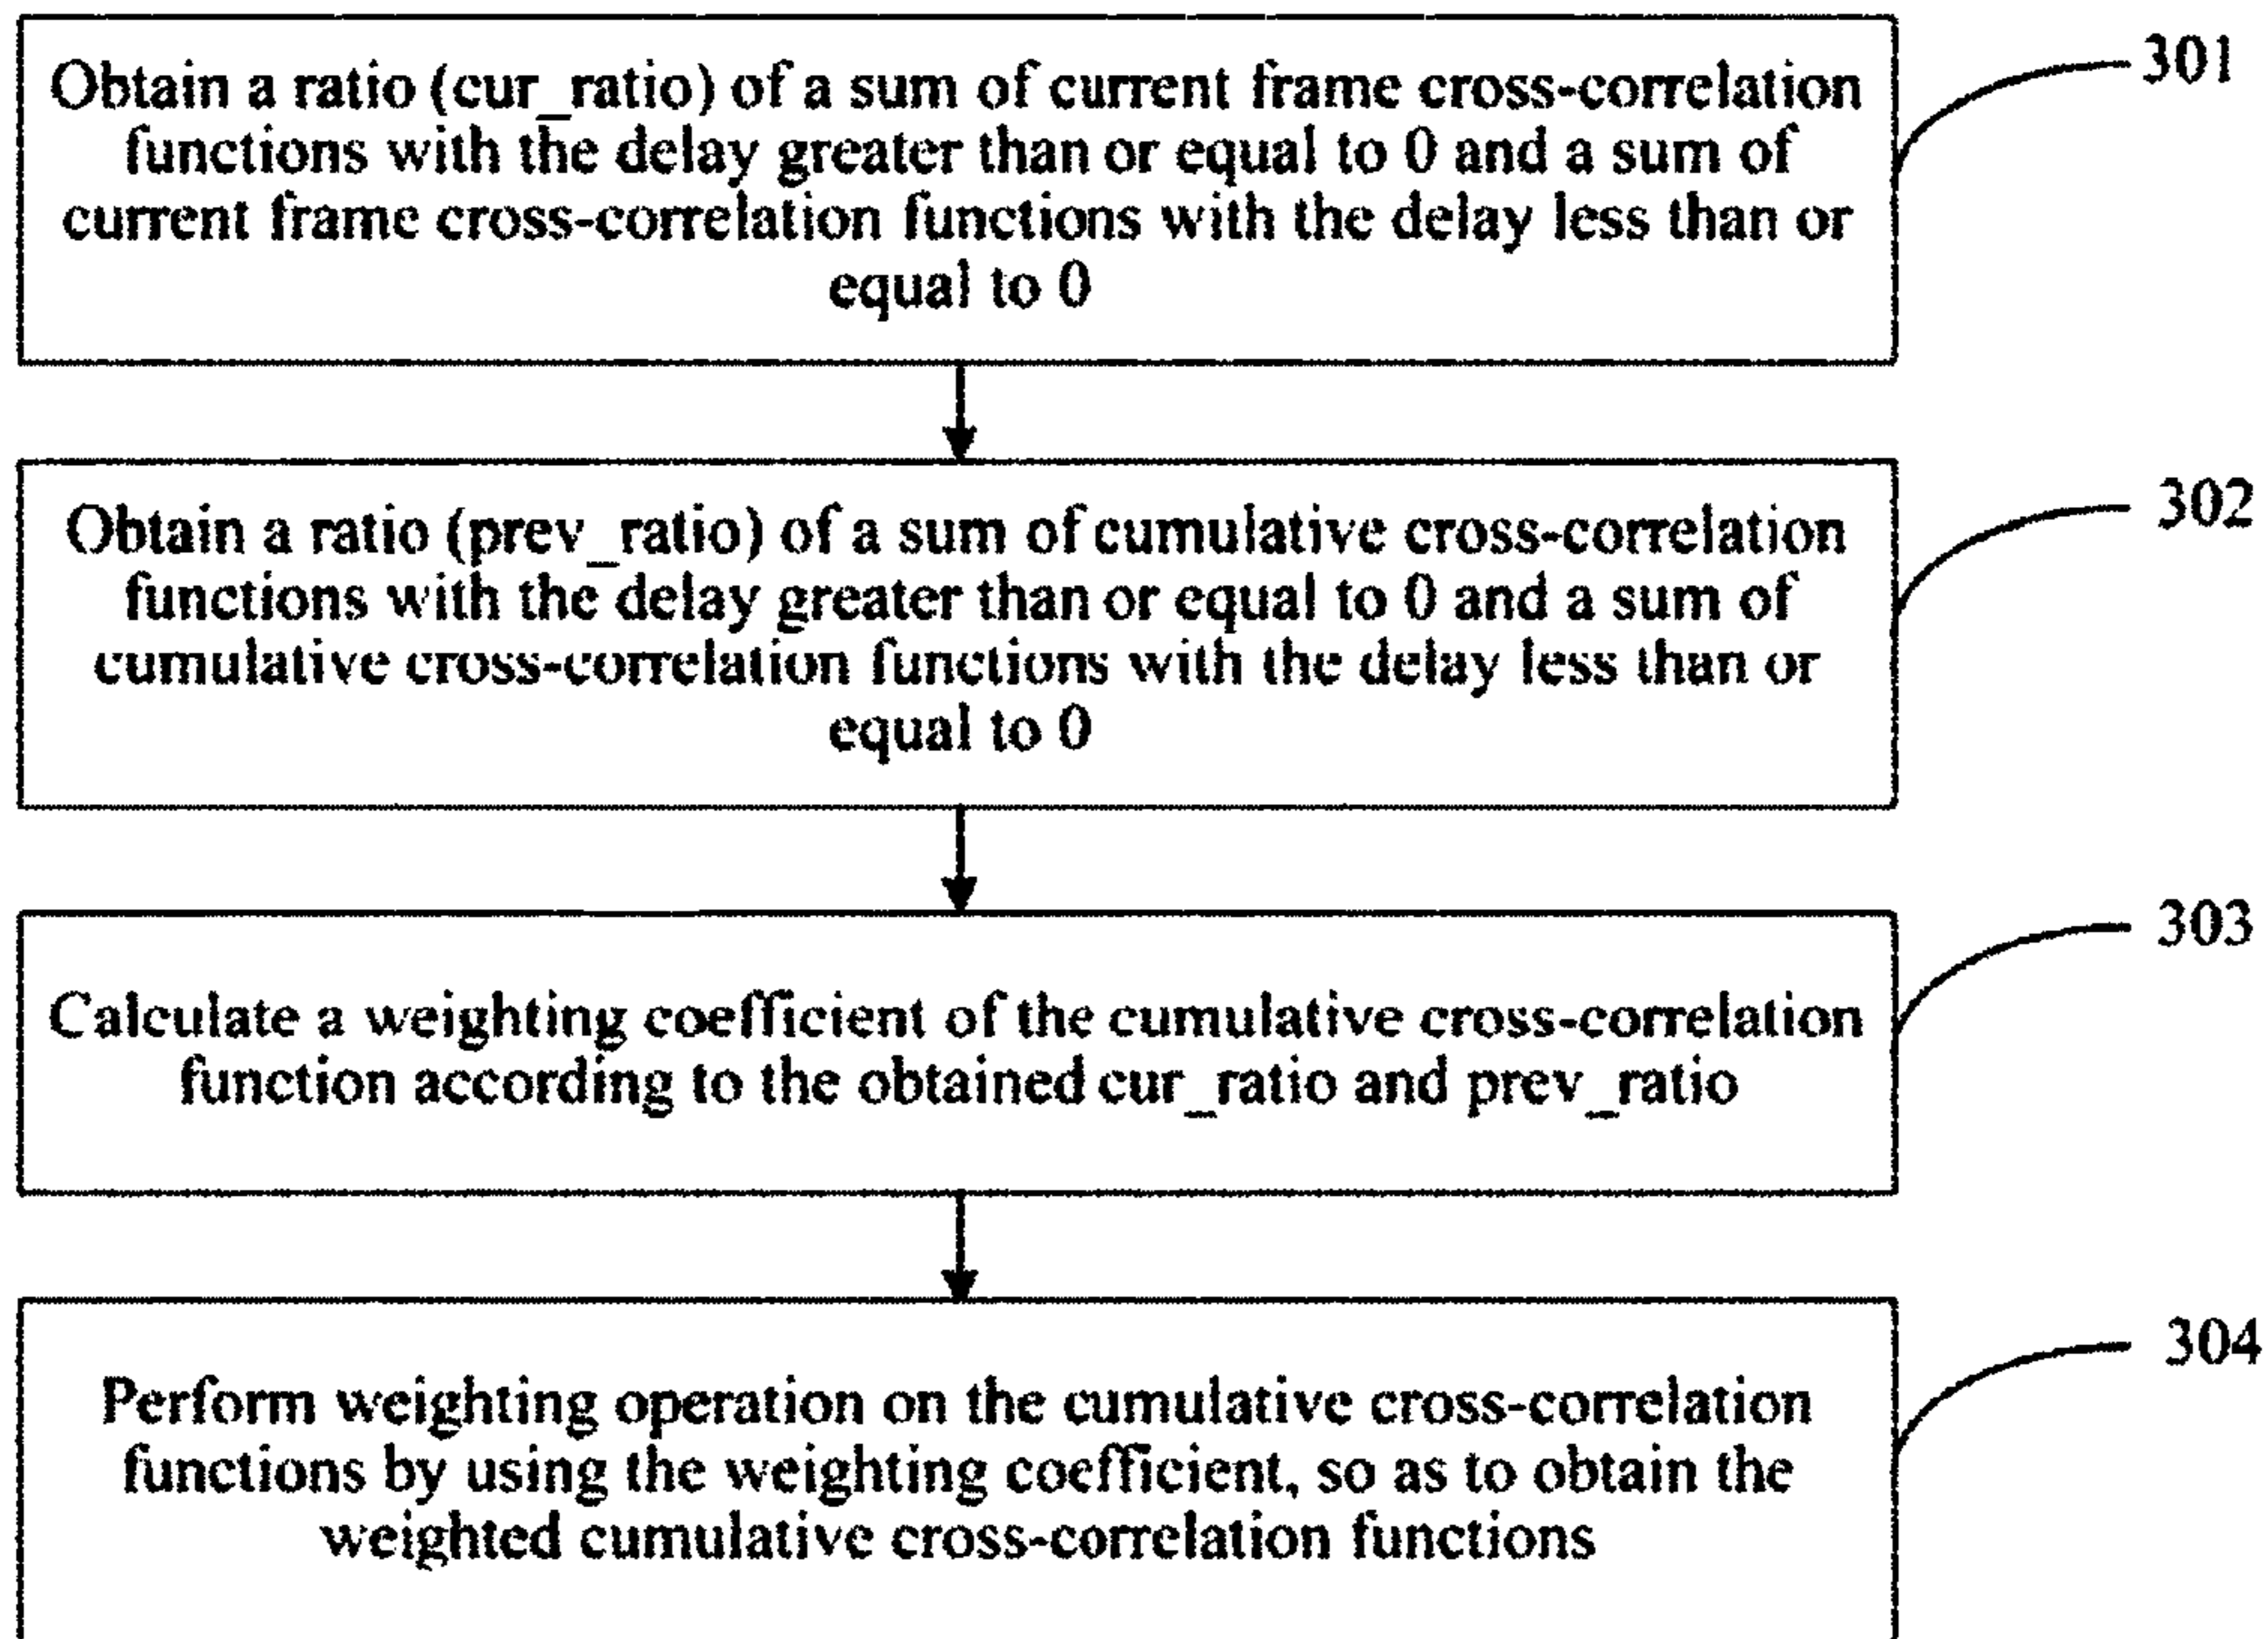 Obtain a ratio (cur_ratio) of a sum of current frame cross-correlation
functions with the delay greater than or equal to 0 and a sum of
current frame cross-correlation functions with the delay less than or
equal to 0
301
Obtain a ratio (prev_ratio) of a sum of cumulative cross-correlation
functions with the delay greater than or equal to 0 and a sum of
cumulative cross-correlation functions with the delay less than or
equal to 0
302
Calculate a weighting coefficient of the cumulative cross-correlation
function according to the obtained cur_ratio and prev_ratio
303
Perform weighting operation on the cumulative cross-correlation
functions by using the weighting coefficient, so as to obtain the
weighted cumulative cross-correlation functions
304